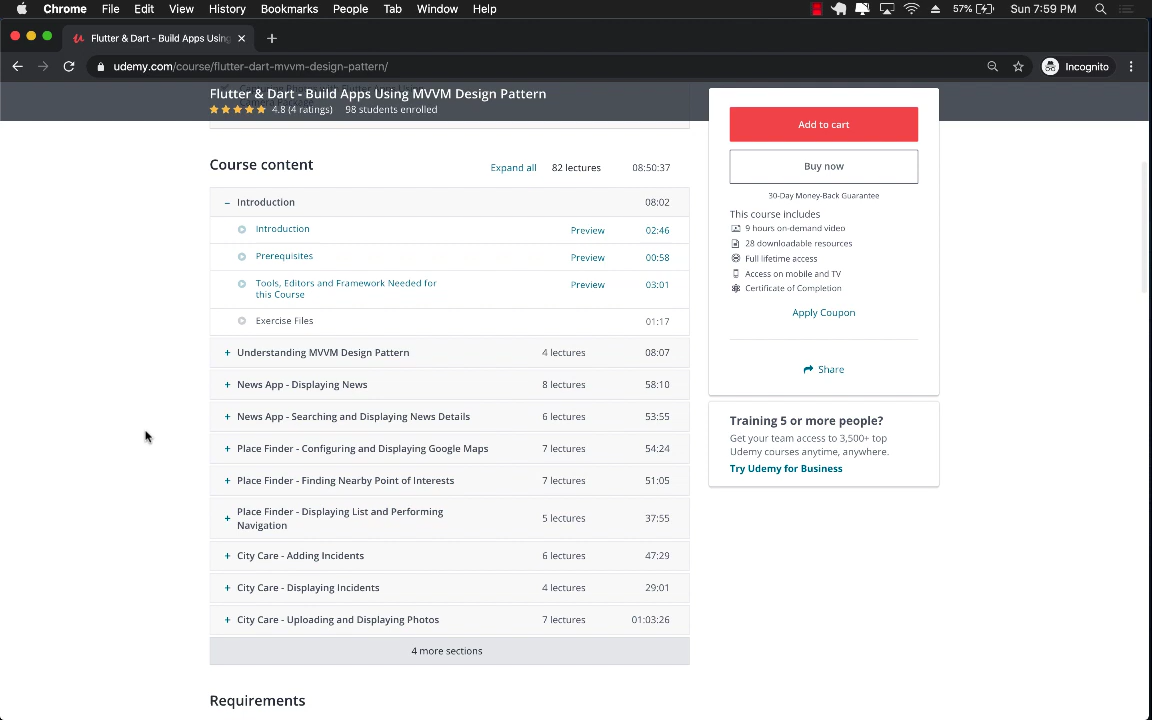 Chrome File Edit View History Bookmarks People Tab Window Help 57% Sun 7:59 PM
Flutter & Dart - Build Apps Using
udemy.com/course/flutter-dart-mvvm-design-pattern/ Incognito
Flutter & Dart - Build Apps Using MVVM Design Pattern
4.8 (4 ratings) 98 students enrolled
Course content Expand all 82 lectures 08:50:37
– Introduction 08:02
Introduction Preview 02:46
Prerequisites Preview 00:58
Tools, Editors and Framework Needed for
this Course Preview 03:01
Exercise Files 01:17
+ Understanding MVVM Design Pattern 4 lectures 08:07
+ News App - Displaying News 8 lectures 58:10
+ News App - Searching and Displaying News Details 6 lectures 53:55
+ Place Finder - Configuring and Displaying Google Maps 7 lectures 54:24
+ Place Finder - Finding Nearby Point of Interests 7 lectures 51:05
+ Place Finder - Displaying List and Performing
Navigation 5 lectures 37:55
+ City Care - Adding Incidents 6 lectures 47:29
+ City Care - Displaying Incidents 4 lectures 29:01
+ City Care - Uploading and Displaying Photos 7 lectures 01:03:26
4 more sections
Requirements
Add to cart
Buy now
30-Day Money-Back Guarantee
This course includes
9 hours on-demand video
28 downloadable resources
Full lifetime access
Access on mobile and TV
Certificate of Completion
Apply Coupon
Share
Training 5 or more people?
Get your team access to 3,500+ top
Udemy courses anytime, anywhere.
Try Udemy for Business